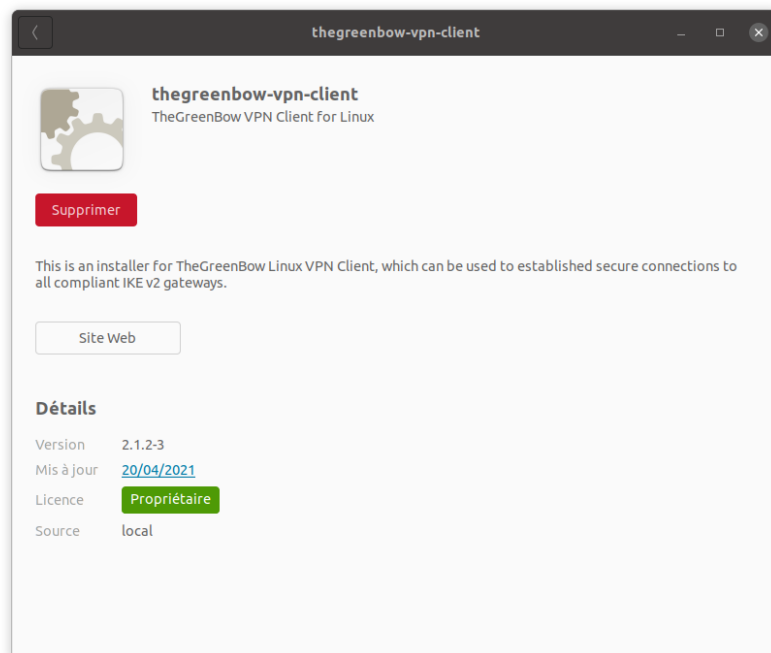 thegreenbow-vpn-client
thegreenbow-vpn-client
TheGreenBow VPN Client for Linux
Supprimer
This is an installer for TheGreenBow Linux VPN Client, which can be used to established secure connections to
all compliant IKE v2 gateways.
Site Web
Détails
Version 2.1.2-3
Mis à jour 20/04/2021
Licence Propriétaire
Source local